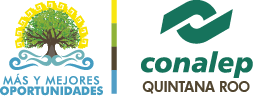 MÁS Y MEJORES
OPORTUNIDADES
conalep
QUINTANA ROO